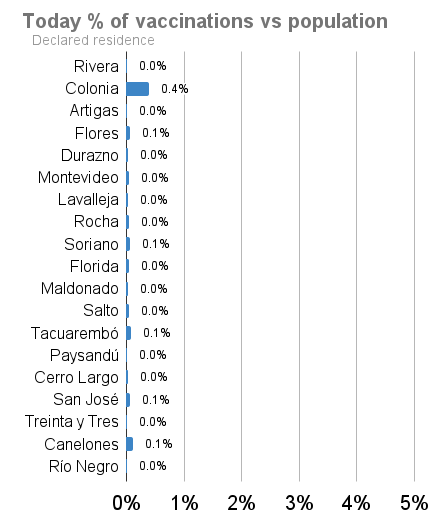 Today % of vaccinations vs population
Declared residence
Rivera 0.0%
Colonia 0.4%
Artigas 0.0%
Flores 0.1%
Durazno 0.0%
Montevideo 0.0%
Lavalleja 0.0%
Rocha 0.0%
Soriano 0.1%
Florida 0.0%
Maldonado 0.0%
Salto 0.0%
Tacuarembó 0.1%
Paysandú 0.0%
Cerro Largo 0.0%
San José 0.1%
Treinta y Tres 0.0%
Canelones 0.1%
Río Negro 0.0%
0% 1% 2% 3% 4% 5%